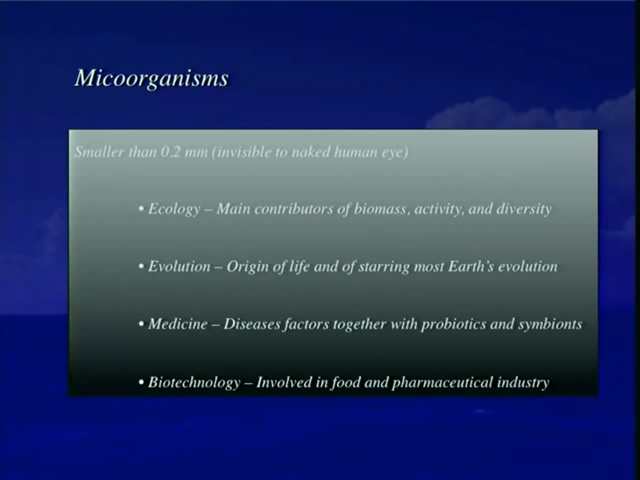 Micoorganisms
Smaller than 0.2 mm (invisible to naked human eye)
• Ecology – Main contributors of biomass, activity, and diversity
• Evolution – Origin of life and of starring most Earth's evolution
• Medicine – Diseases factors together with probiotics and symbionts
• Biotechnology – Involved in food and pharmaceutical industry